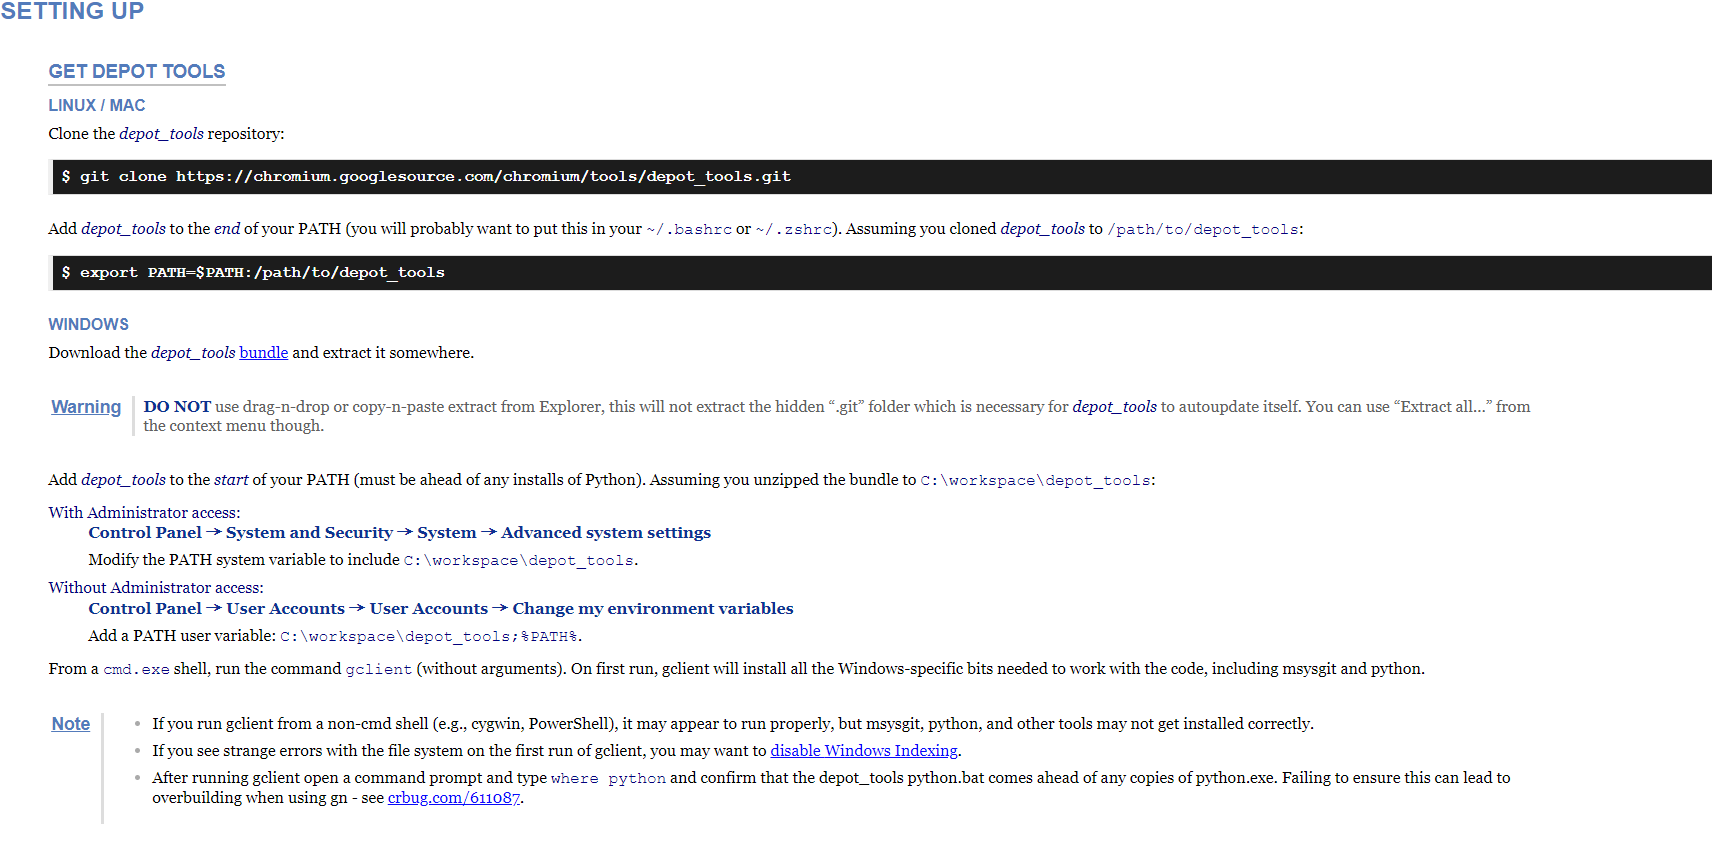 SETTING UP
GET DEPOT TOOLS
LINUX / MAC
Clone the depot_tools repository:
$ git clone https://chromium.googlesource.com/chromium/tools/depot_tools.git
Add depot_tools to the end of your PATH (you will probably want to put this in your ~/.bashrc or ~/.zshrc). Assuming you cloned depot_tools to /path/to/depot_tools:
$ export PATH=$PATH:/path/to/depot_tools
WINDOWS
Download the depot_tools bundle and extract it somewhere.
Warning DO NOT use drag-n-drop or copy-n-paste extract from Explorer, this will not extract the hidden “.git” folder which is necessary for depot_tools to autoupdate itself. You can use “Extract all…” from
the context menu though.
Add depot_tools to the start of your PATH (must be ahead of any installs of Python). Assuming you unzipped the bundle to C:\workspace\depot_tools:
With Administrator access:
Control Panel → System and Security → System → Advanced system settings
Modify the PATH system variable to include C:\workspace\depot_tools.
Without Administrator access:
Control Panel → User Accounts → User Accounts → Change my environment variables
Add a PATH user variable: C:\workspace\depot_tools;%PATH%.
From a cmd.exe shell, run the command gclient (without arguments). On first run, gclient will install all the Windows-specific bits needed to work with the code, including msysgit and python.
Note • If you run gclient from a non-cmd shell (e.g., cygwin, PowerShell), it may appear to run properly, but msysgit, python, and other tools may not get installed correctly.
• If you see strange errors with the file system on the first run of gclient, you may want to disable Windows Indexing.
• After running gclient open a command prompt and type where python and confirm that the depot_tools python.bat comes ahead of any copies of python.exe. Failing to ensure this can lead to
overbuilding when using gn - see crbug.com/611087.